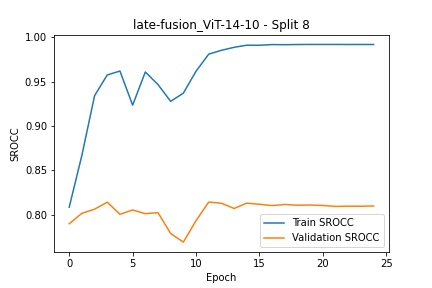 late-fusion_ViT-14-10 - Split 8
SROCC
1.00
0.95
0.90
0.85
0.80
0
5
10
15
20
25
Epoch
Train SROCC
Validation SROCC